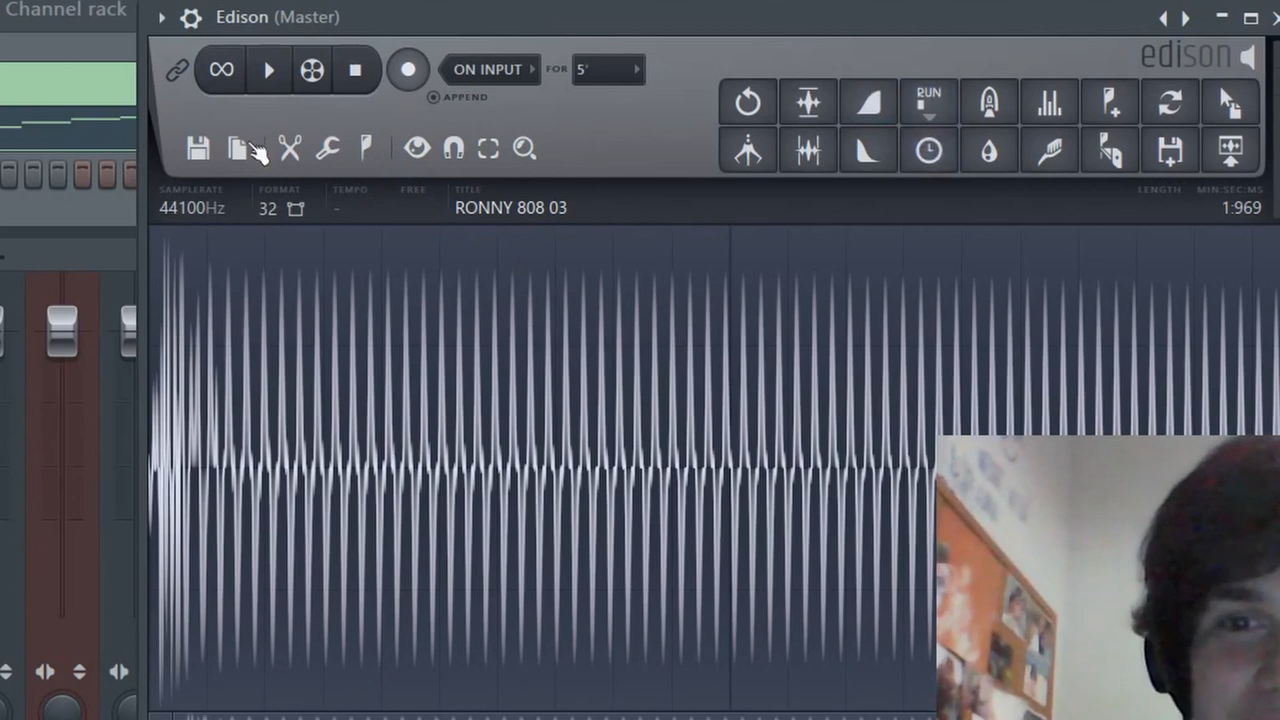 Channel rack
Edison (Master)
edison
ON INPUT
FOR
5'
APPEND
RUN
SAMPLERATE
FORMAT
TEMPO
FREE
TITLE
LENGTH
MIN:SEC:MS
44100Hz
32
-
RONNY 808 03
1:969